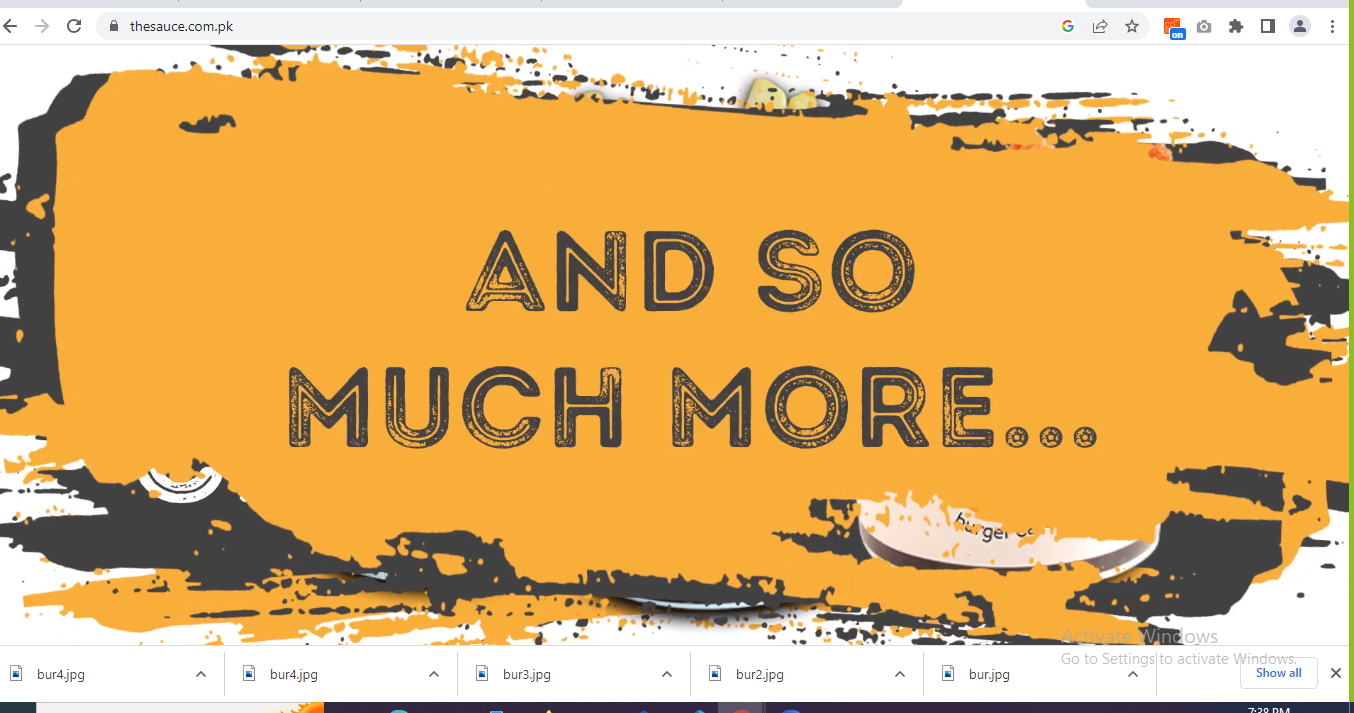 thesauce.com.pk
on
AND SO
MUCH MORE...
burger
Activate Windows
Go to Settings to activate Windows.
bur4.jpg
bur4.jpg
bur3.jpg
bur2.jpg
bur.jpg
Show all
7:38 PM